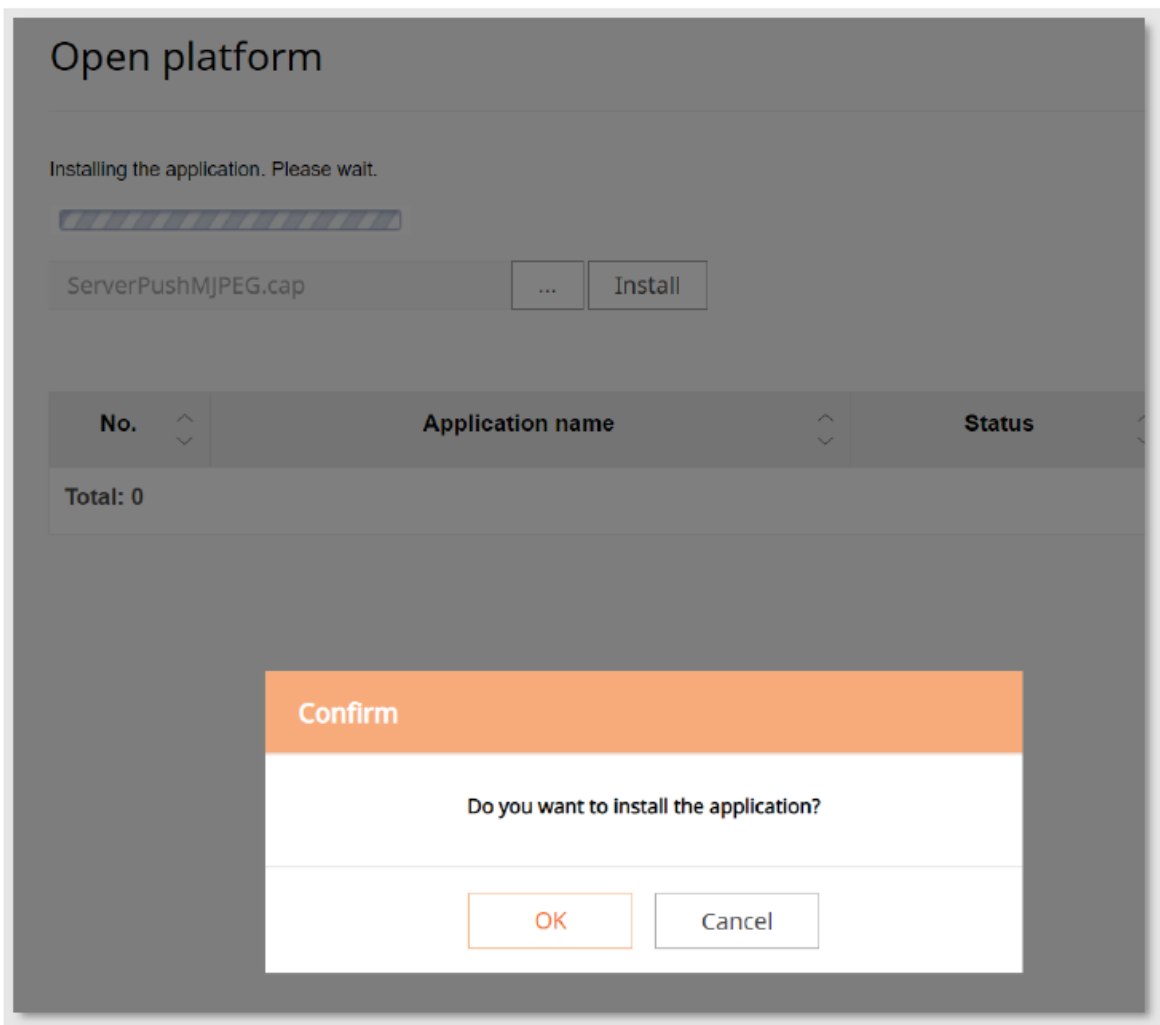 Open platform
Installing the application. Please wait.
ServerPushMJPEG.cap ... Install
No. Application name Status
Total: 0
Confirm
Do you want to install the application?
OK Cancel